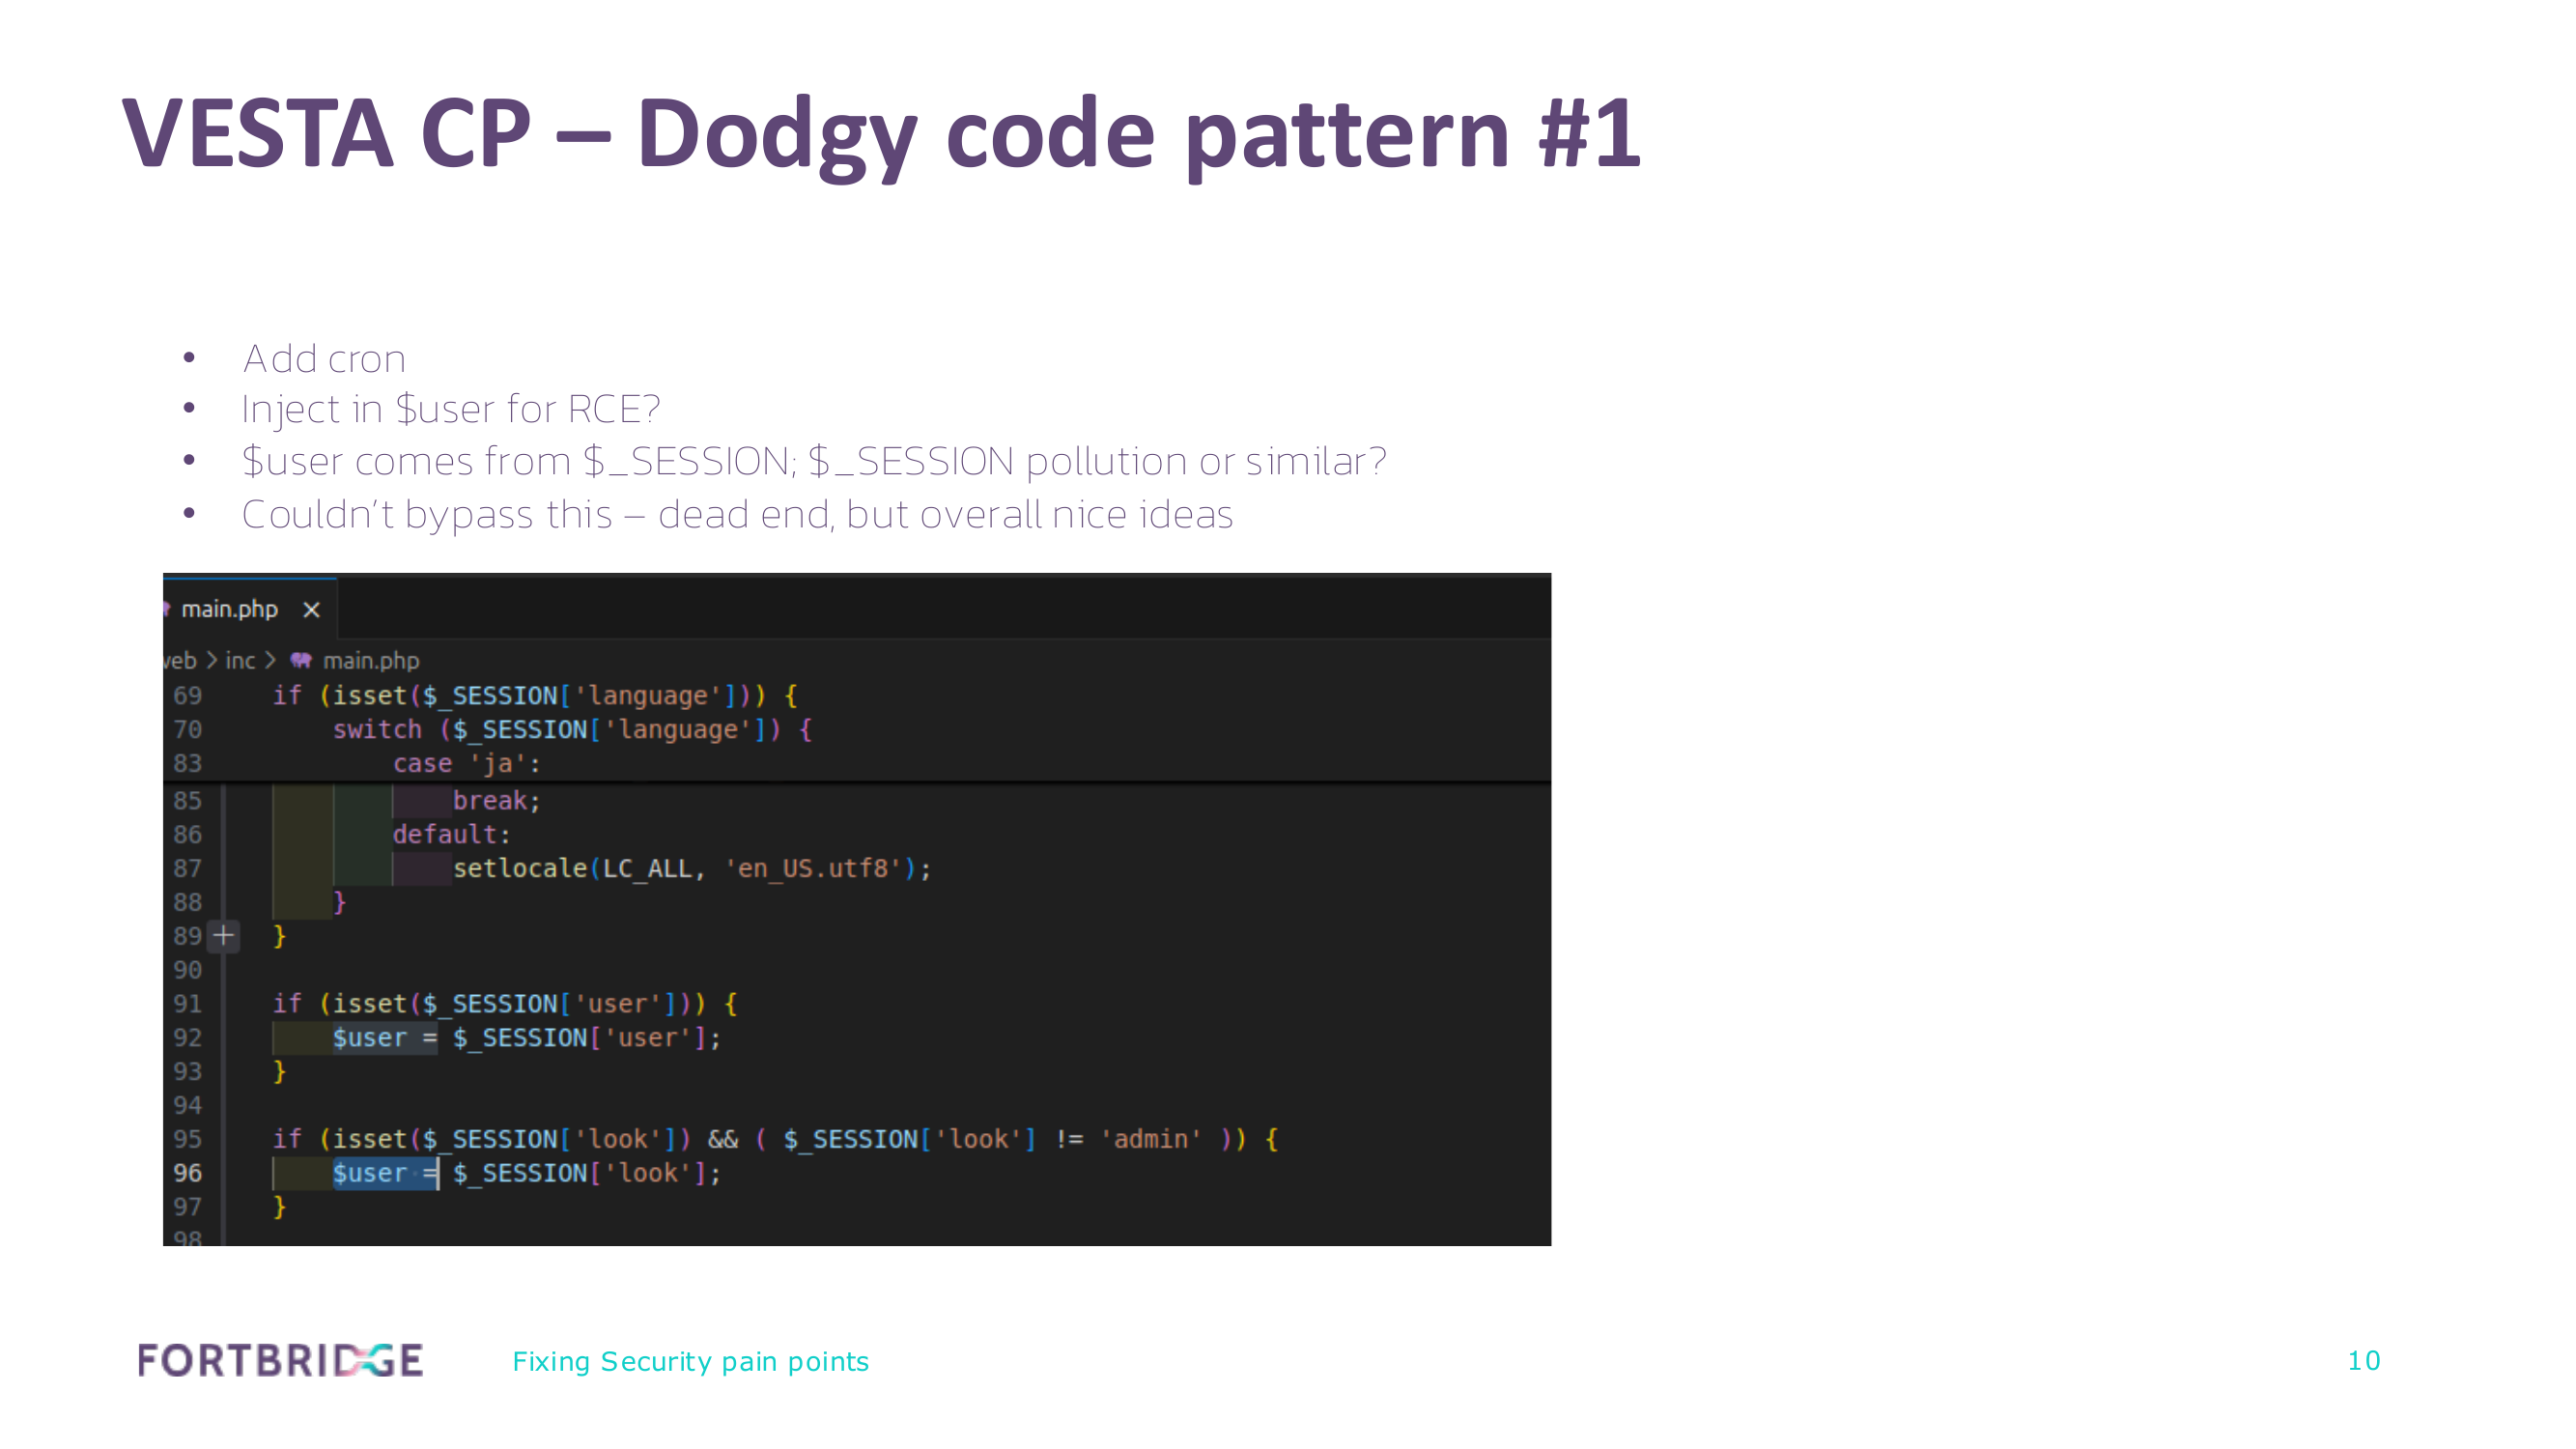 VESTA CP – Dodgy code pattern #1
• Add cron
• Inject in $user for RCE?
• $user comes from $_SESSION; $_SESSION pollution or similar?
• Couldn’t bypass this – dead end, but overall nice ideas
main.php ×
eb > inc > main.php
69 if (isset($_SESSION['language'])) {
70 switch ($_SESSION['language']) {
83 case 'ja':
85 break;
86 default:
87 setlocale(LC_ALL, 'en_US.utf8');
88 }
89 + }
90
91 if (isset($_SESSION['user'])) {
92 $user = $_SESSION['user'];
93 }
94
95 if (isset($_SESSION['look']) && ( $_SESSION['look'] != 'admin' )) {
96 $user = $_SESSION['look'];
97 }
98
FORTBRIDGE
Fixing Security pain points
10